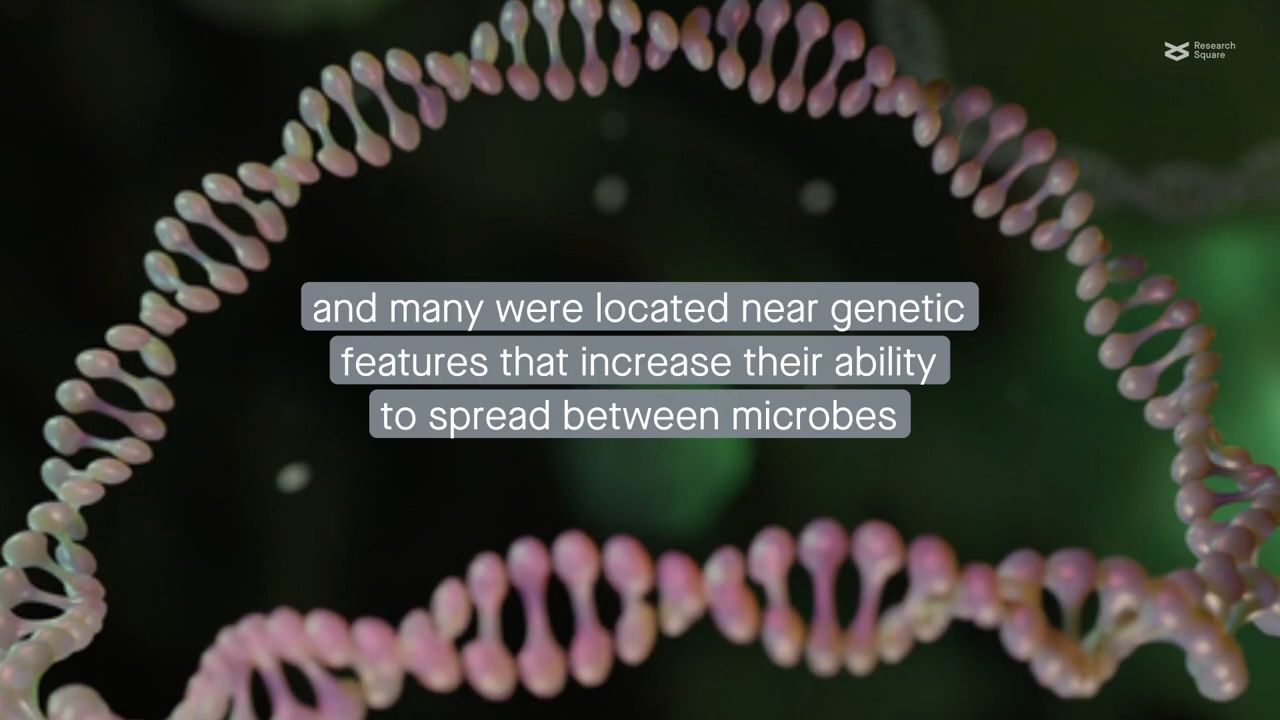 Research
Square
and many were located near genetic
features that increase their ability
to spread between microbes